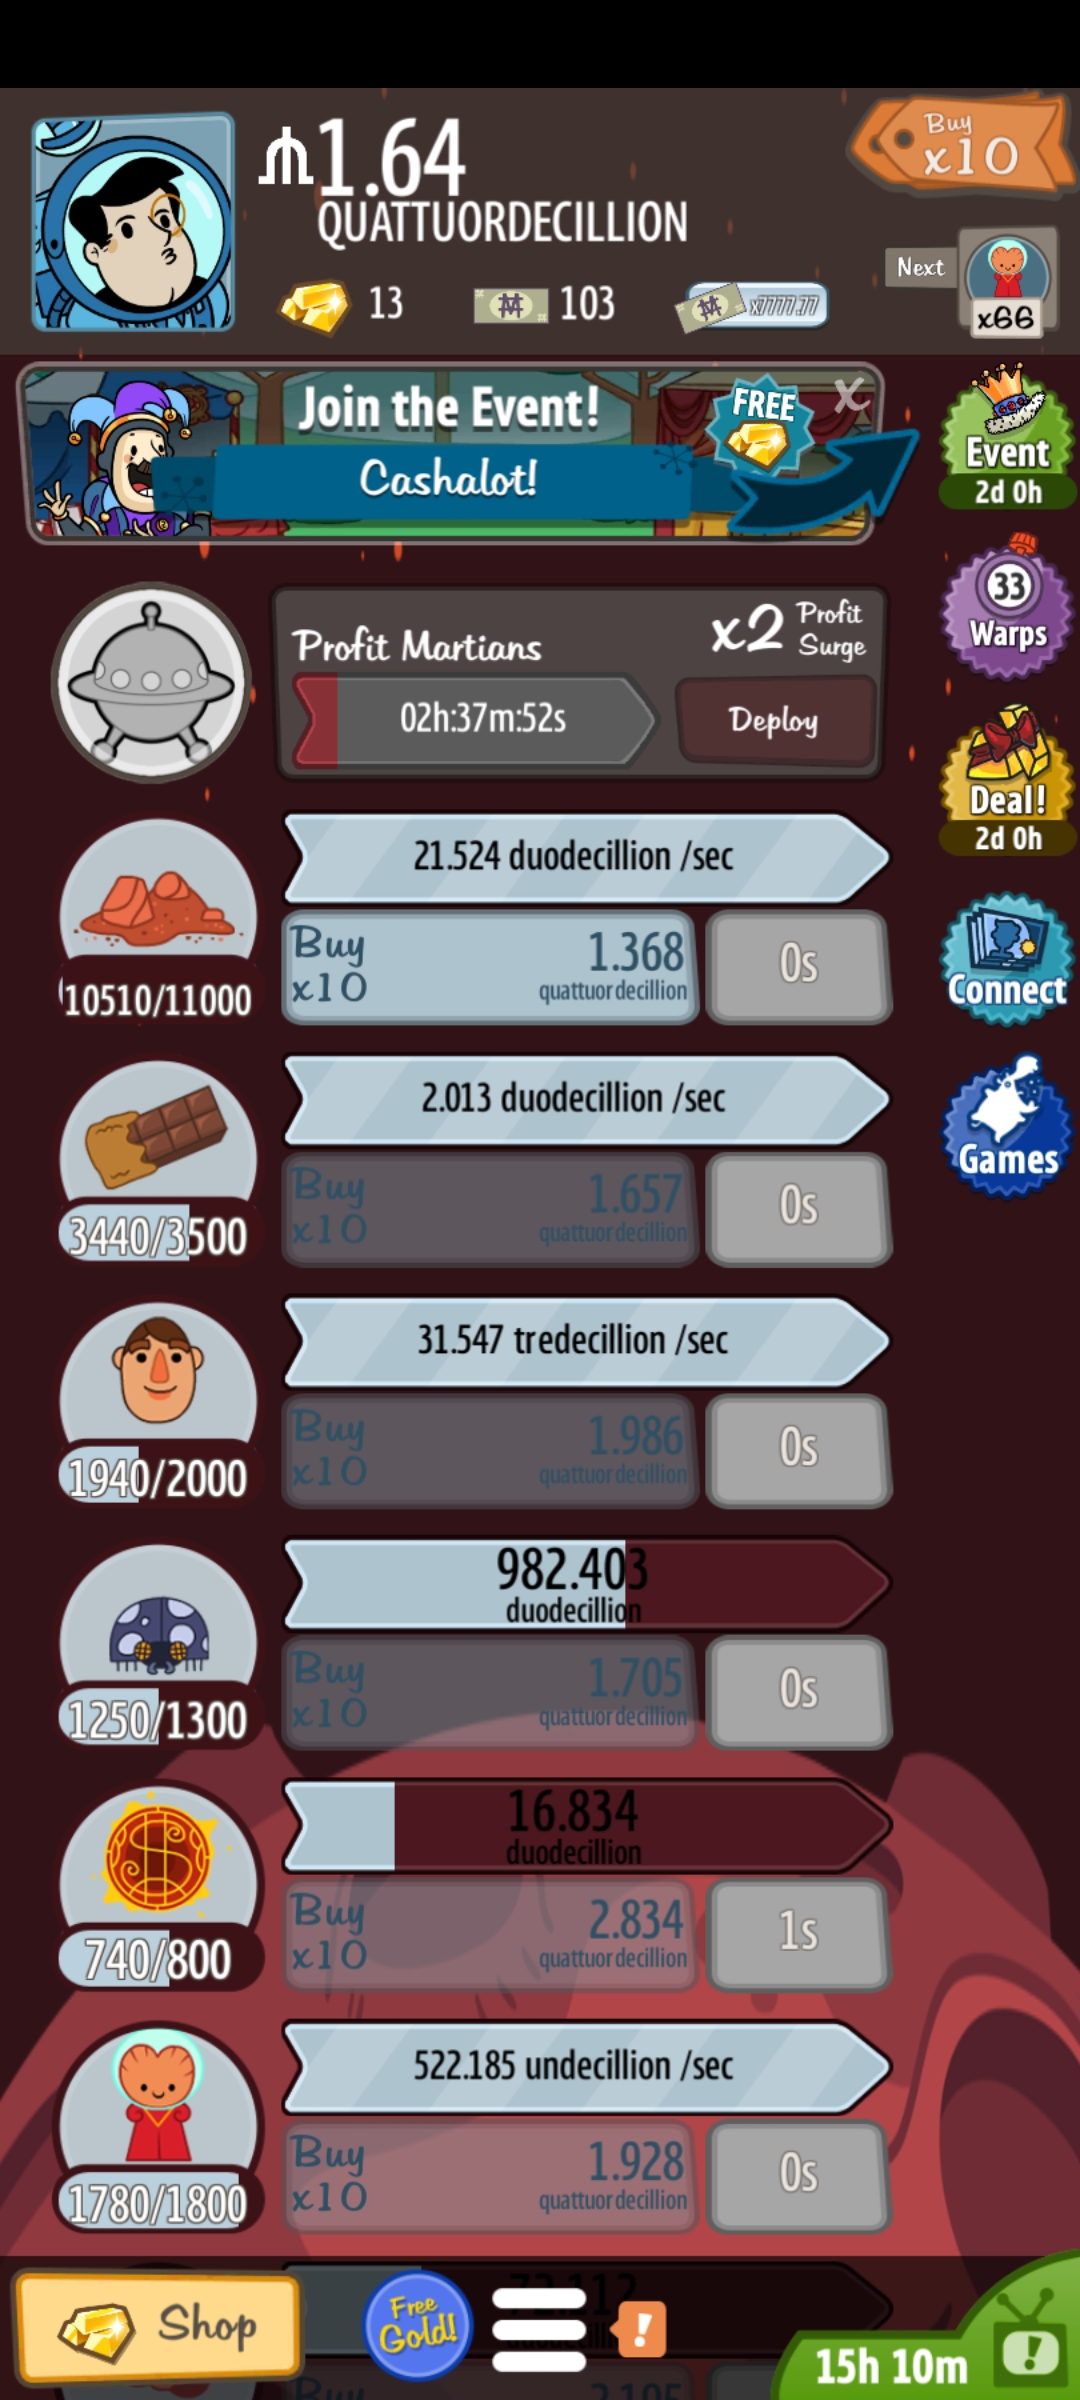 1.64
QUATTUORDECILLION
Buy
x10
13
103
x7777.77
Next
x66
Join the Event!
Cashalot!
FREE
X
Event
2d 0h
33
Warps
Profit Martians
x2 Profit Surge
02h:37m:52s
Deploy
Deal!
2d 0h
21.524 duodecillion /sec
10510/11000
Buy x10
1.368
quattuordecillion
0s
Connect
2.013 duodecillion /sec
3440/3500
Buy x10
1.657
quattuordecillion
0s
Games
31.547 tredecillion /sec
1940/2000
Buy x10
1.986
quattuordecillion
0s
982.403
duodecillion
1250/1300
Buy x10
1.705
quattuordecillion
0s
16.834
duodecillion
740/800
Buy x10
2.834
quattuordecillion
1s
522.185 undecillion /sec
1780/1800
Buy x10
1.928
quattuordecillion
0s
Shop
Free Gold!
!
15h 10m
!
Buy